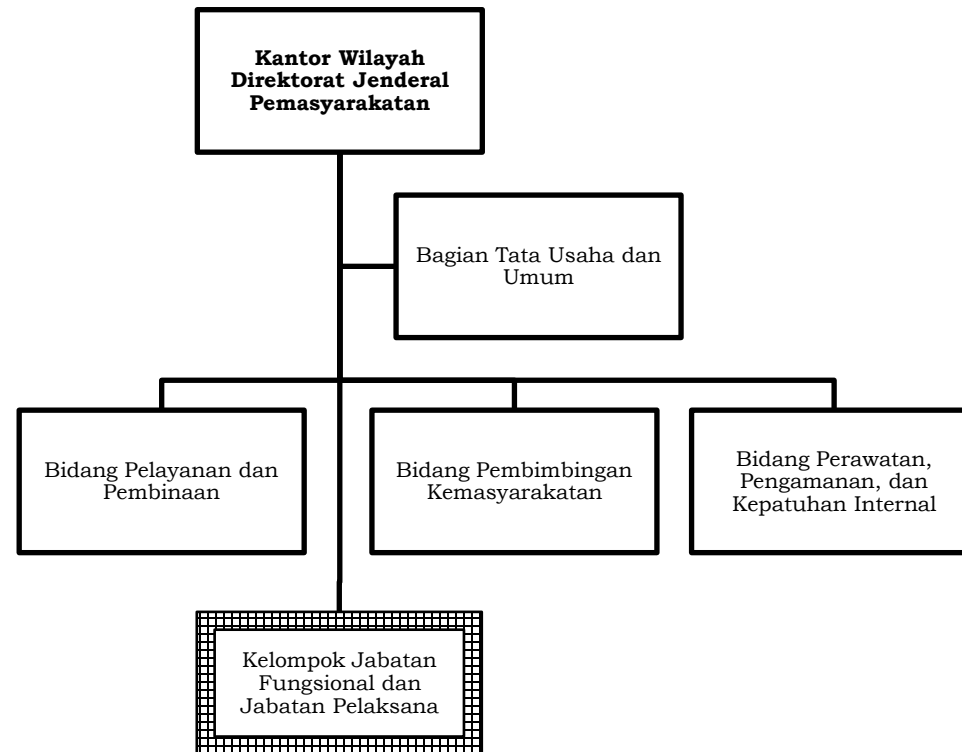 Kantor Wilayah
Direktorat Jenderal
Pemasyarakatan
Bagian Tata Usaha dan
Umum
Bidang Pelayanan dan
Pembinaan
Bidang Pembimbingan
Kemasyarakatan
Bidang Perawatan,
Pengamanan, dan
Kepatuhan Internal
Kelompok Jabatan
Fungsional dan
Jabatan Pelaksana